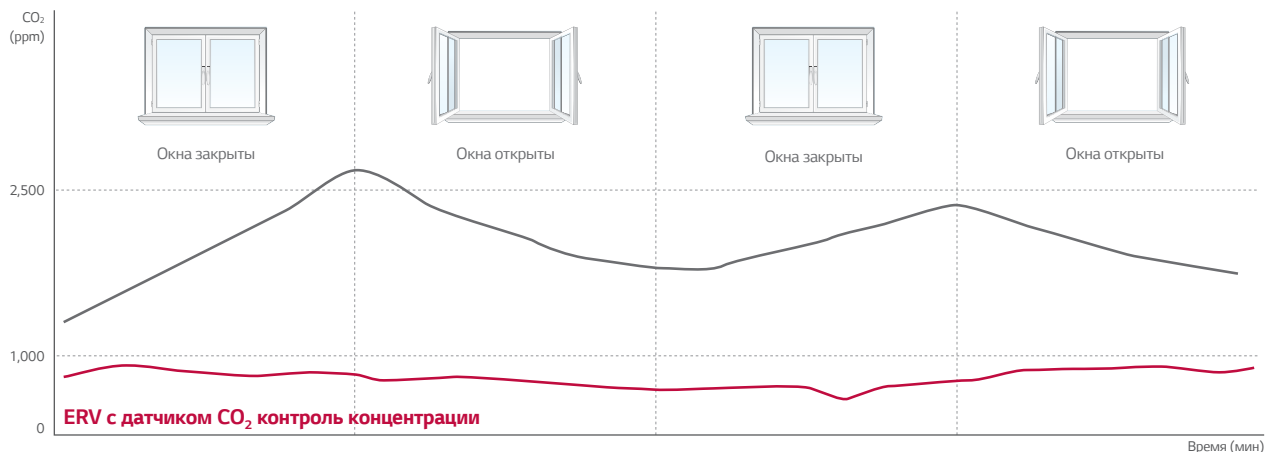 CO₂
(ppm)
Окна закрыты
Окна открыты
Окна закрыты
Окна открыты
2,500
1,000
ERV с датчиком CO₂ контроль концентрации
0
Время (мин)